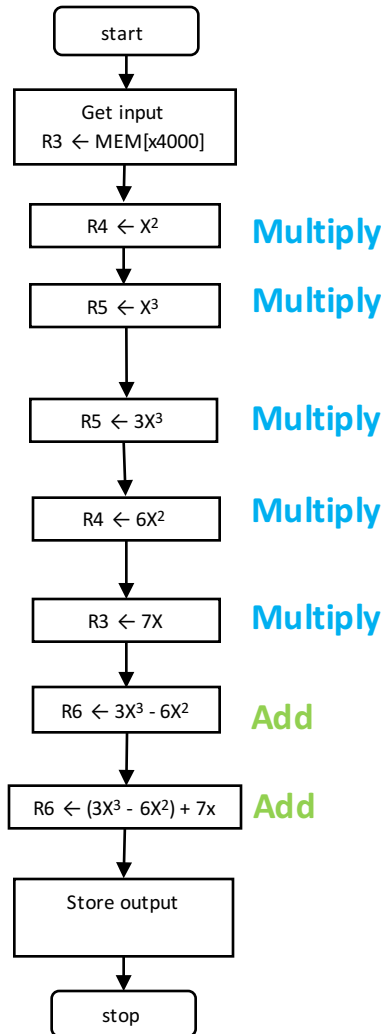 start
Get input
R3 ← MEM[x4000]
R4 ← X²
Multiply
R5 ← X³
Multiply
R5 ← 3X³
Multiply
R4 ← 6X²
Multiply
R3 ← 7X
Multiply
R6 ← 3X³ - 6X²
Add
R6 ← (3X³ - 6X²) + 7x
Add
Store output
stop